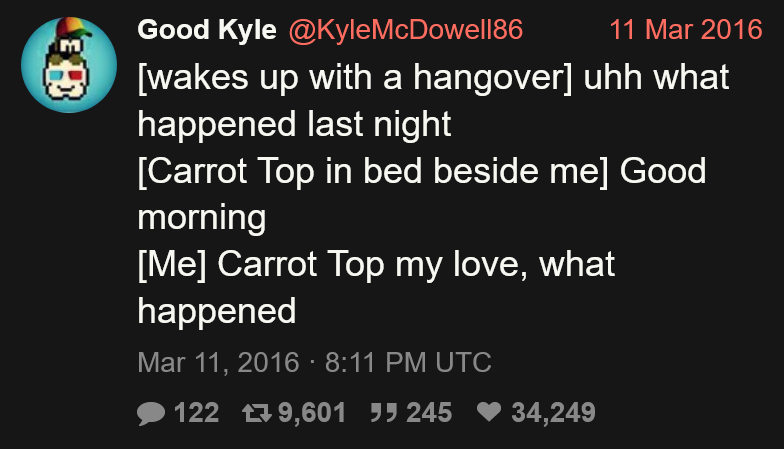 Good Kyle @KyleMcDowell86 11 Mar 2016
[wakes up with a hangover] uhh what
happened last night
[Carrot Top in bed beside me] Good
morning
[Me] Carrot Top my love, what
happened
Mar 11, 2016 · 8:11 PM UTC
122 9,601 245 34,249